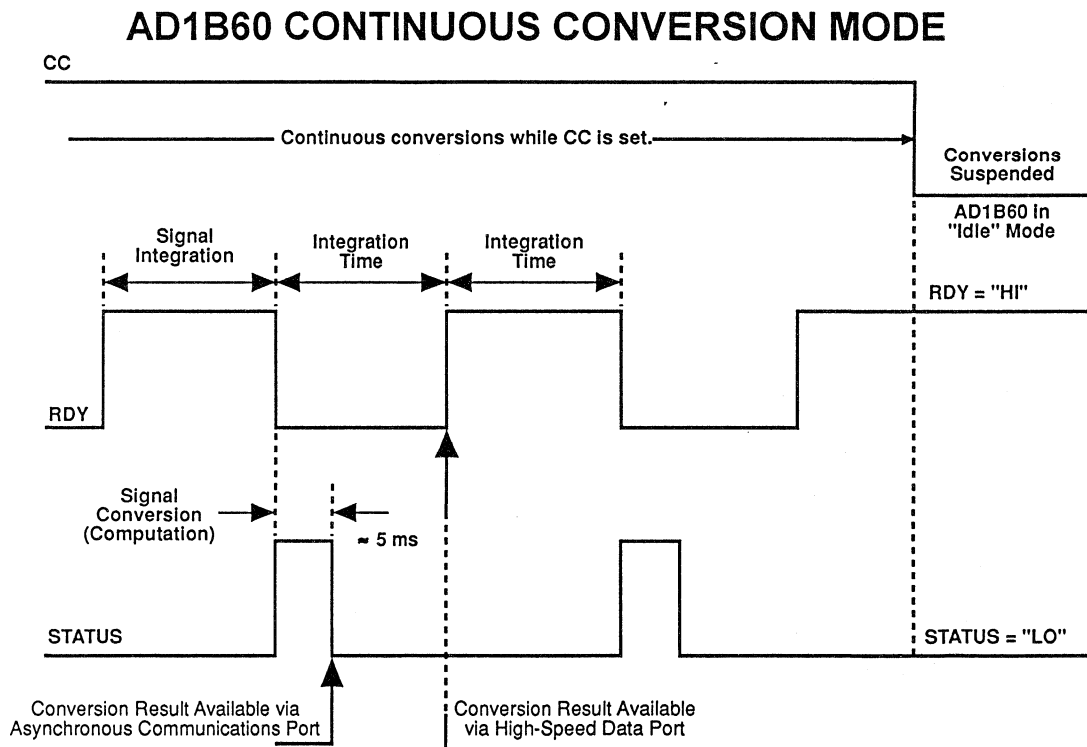 AD1B60 CONTINUOUS CONVERSION MODE
CC
Continuous conversions while CC is set.
Conversions
Suspended
AD1B60 in
"Idle" Mode
Signal
Integration
Integration
Time
Integration
Time
RDY = "HI"
RDY
Signal
Conversion
(Computation)
≈ 5 ms
STATUS
STATUS = "LO"
Conversion Result Available via
Asynchronous Communications Port
Conversion Result Available
via High-Speed Data Port